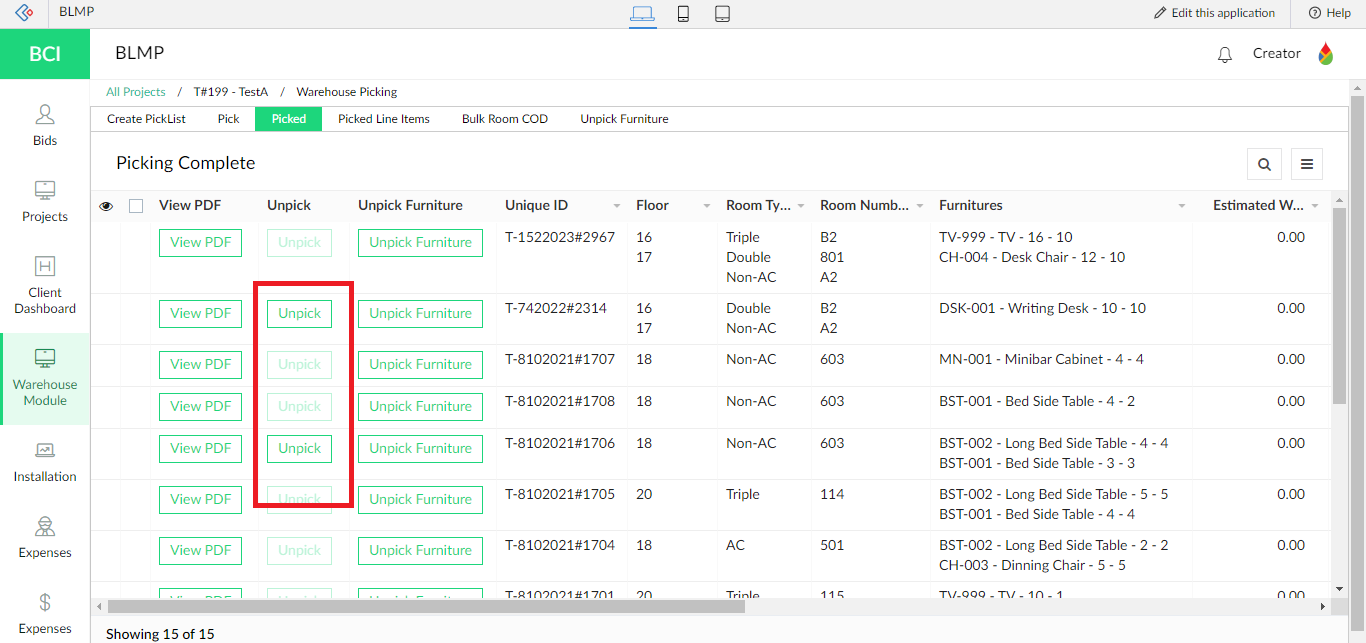 BLMP
Edit this application
Help
BCI
BLMP
Creator
All Projects / T#199 - TestA / Warehouse Picking
Create PickList Pick Picked Picked Line Items Bulk Room COD Unpick Furniture
Picking Complete
View PDF Unpick Unpick Furniture Unique ID Floor Room Ty... Room Numb... Furnitures Estimated W...
View PDF Unpick Unpick Furniture T-1522023#2967 16 Triple B2 TV-999 - TV - 16 - 10 0.00
17 Double 801 CH-004 - Desk Chair - 12 - 10
Non-AC A2
View PDF Unpick Unpick Furniture T-742022#2314 16 Double B2 DSK-001 - Writing Desk - 10 - 10 0.00
17 Non-AC A2
View PDF Unpick Unpick Furniture T-8102021#1707 18 Non-AC 603 MN-001 - Minibar Cabinet - 4 - 4 0.00
View PDF Unpick Unpick Furniture T-8102021#1708 18 Non-AC 603 BST-001 - Bed Side Table - 4 - 2 0.00
View PDF Unpick Unpick Furniture T-8102021#1706 18 Non-AC 603 BST-002 - Long Bed Side Table - 4 - 4 0.00
BST-001 - Bed Side Table - 3 - 3
View PDF Unpick Unpick Furniture T-8102021#1705 20 Triple 114 BST-002 - Long Bed Side Table - 5 - 5 0.00
BST-001 - Bed Side Table - 4 - 4
View PDF Unpick Unpick Furniture T-8102021#1704 18 AC 501 BST-002 - Long Bed Side Table - 2 - 2 0.00
CH-003 - Dinning Chair - 5 - 5
View PDF Unpick Unpick Furniture T-8102021#1701 20 Triple 115 TV-999 - TV - 10 - 1 0.00
Showing 15 of 15
Bids
Projects
Client
Dashboard
Warehouse
Module
Installation
Expenses
Expenses